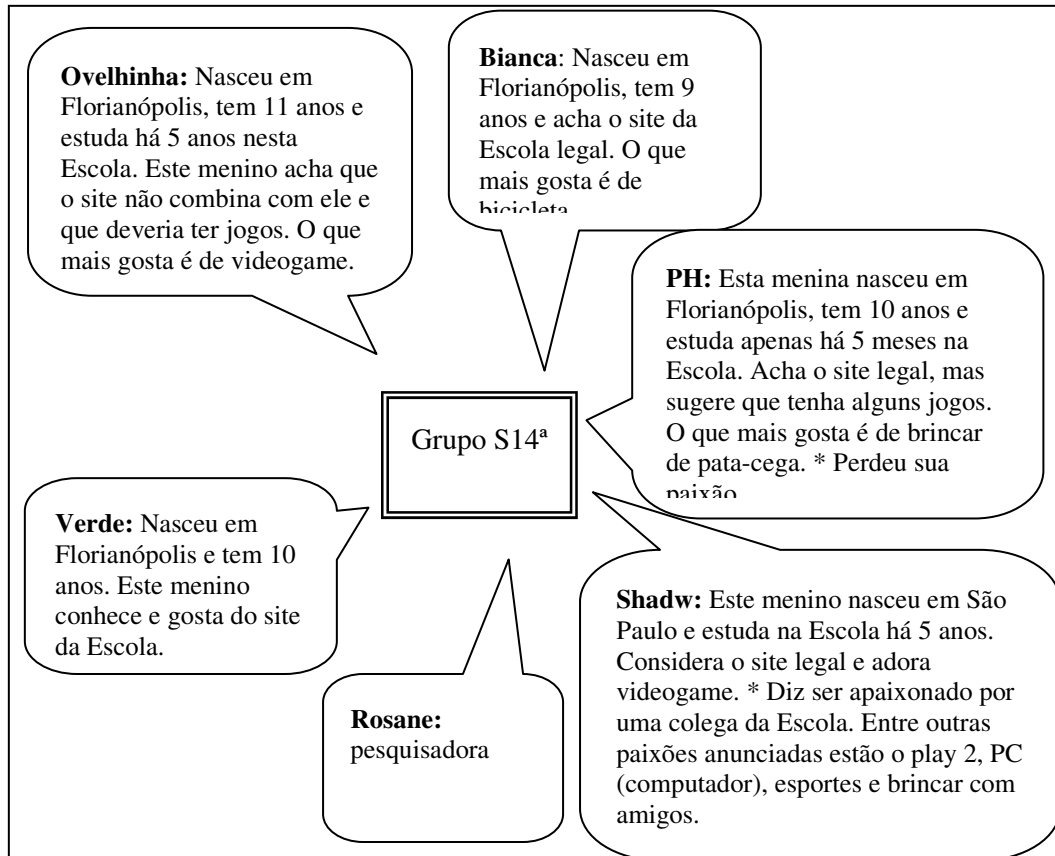 Ovelhinha: Nasceu em
Florianópolis, tem 11 anos e
estuda há 5 anos nesta
Escola. Este menino acha que
o site não combina com ele e
que deveria ter jogos. O que
mais gosta é de videogame.
Bianca: Nasceu em
Florianópolis, tem 9
anos e acha o site da
Escola legal. O que
mais gosta é de
bicicleta
PH: Esta menina nasceu em
Florianópolis, tem 10 anos e
estuda apenas há 5 meses na
Escola. Acha o site legal, mas
sugere que tenha alguns jogos.
O que mais gosta é de brincar
de pata-cega. * Perdeu sua
paixão
Grupo S14ª
Verde: Nasceu em
Florianópolis e tem 10
anos. Este menino
conhece e gosta do site
da Escola.
Rosane:
pesquisadora
Shadw: Este menino nasceu em São
Paulo e estuda na Escola há 5 anos.
Considera o site legal e adora
videogame. * Diz ser apaixonado por
uma colega da Escola. Entre outras
paixões anunciadas estão o play 2, PC
(computador), esportes e brincar com
amigos.